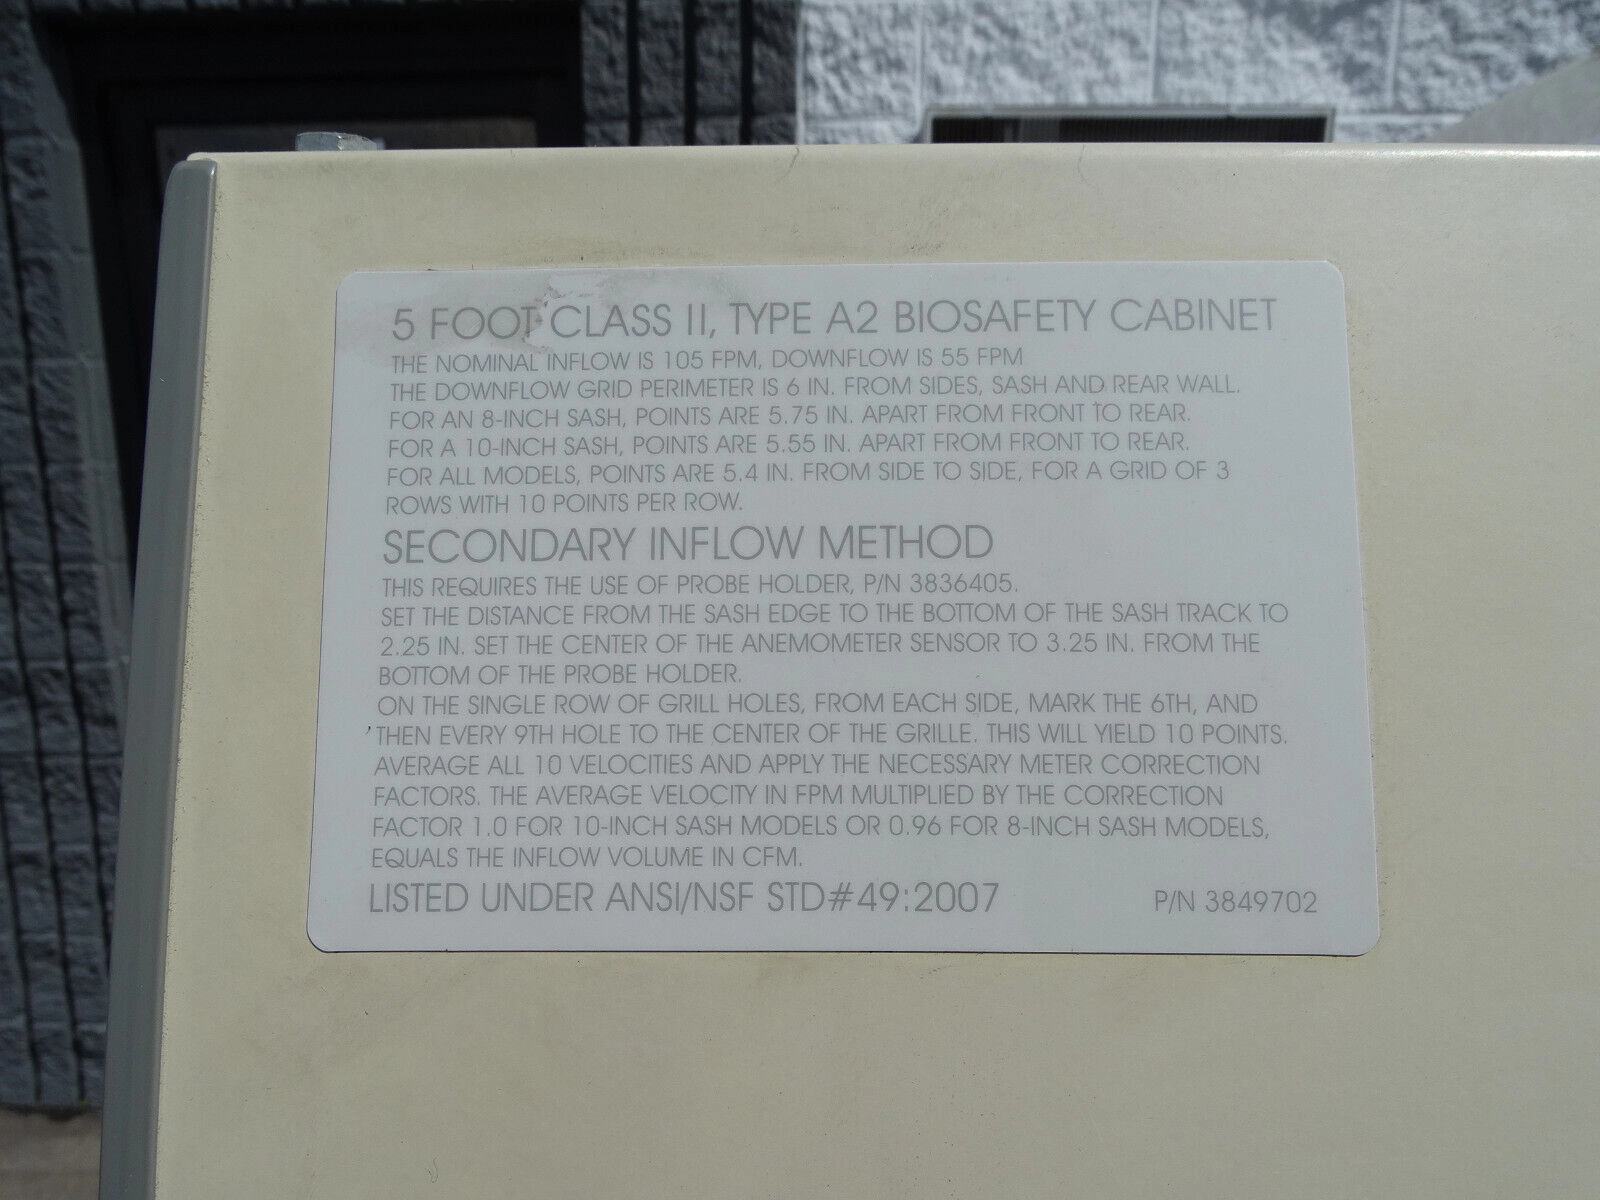 5 FOOT CLASS II, TYPE A2 BIOSAFETY CABINET
THE NOMINAL INFLOW IS 105 FPM, DOWNFLOW IS 55 FPM
THE DOWNFLOW GRID PERIMETER IS 6 IN. FROM SIDES, SASH AND REAR WALL.
FOR AN 8-INCH SASH, POINTS ARE 5.75 IN. APART FROM FRONT TO REAR.
FOR A 10-INCH SASH, POINTS ARE 5.55 IN. APART FROM FRONT TO REAR.
FOR ALL MODELS, POINTS ARE 5.4 IN. FROM SIDE TO SIDE, FOR A GRID OF 3
ROWS WITH 10 POINTS PER ROW.
SECONDARY INFLOW METHOD
THIS REQUIRES THE USE OF PROBE HOLDER, P/N 3836405.
SET THE DISTANCE FROM THE SASH EDGE TO THE BOTTOM OF THE SASH TRACK TO
2.25 IN. SET THE CENTER OF THE ANEMOMETER SENSOR TO 3.25 IN. FROM THE
BOTTOM OF THE PROBE HOLDER.
ON THE SINGLE ROW OF GRILL HOLES, FROM EACH SIDE, MARK THE 6TH, AND
THEN EVERY 9TH HOLE TO THE CENTER OF THE GRILLE. THIS WILL YIELD 10 POINTS.
AVERAGE ALL 10 VELOCITIES AND APPLY THE NECESSARY METER CORRECTION
FACTORS. THE AVERAGE VELOCITY IN FPM MULTIPLIED BY THE CORRECTION
FACTOR 1.0 FOR 10-INCH SASH MODELS OR 0.96 FOR 8-INCH SASH MODELS,
EQUALS THE INFLOW VOLUME IN CFM.
LISTED UNDER ANSI/NSF STD#49:2007 P/N 3849702